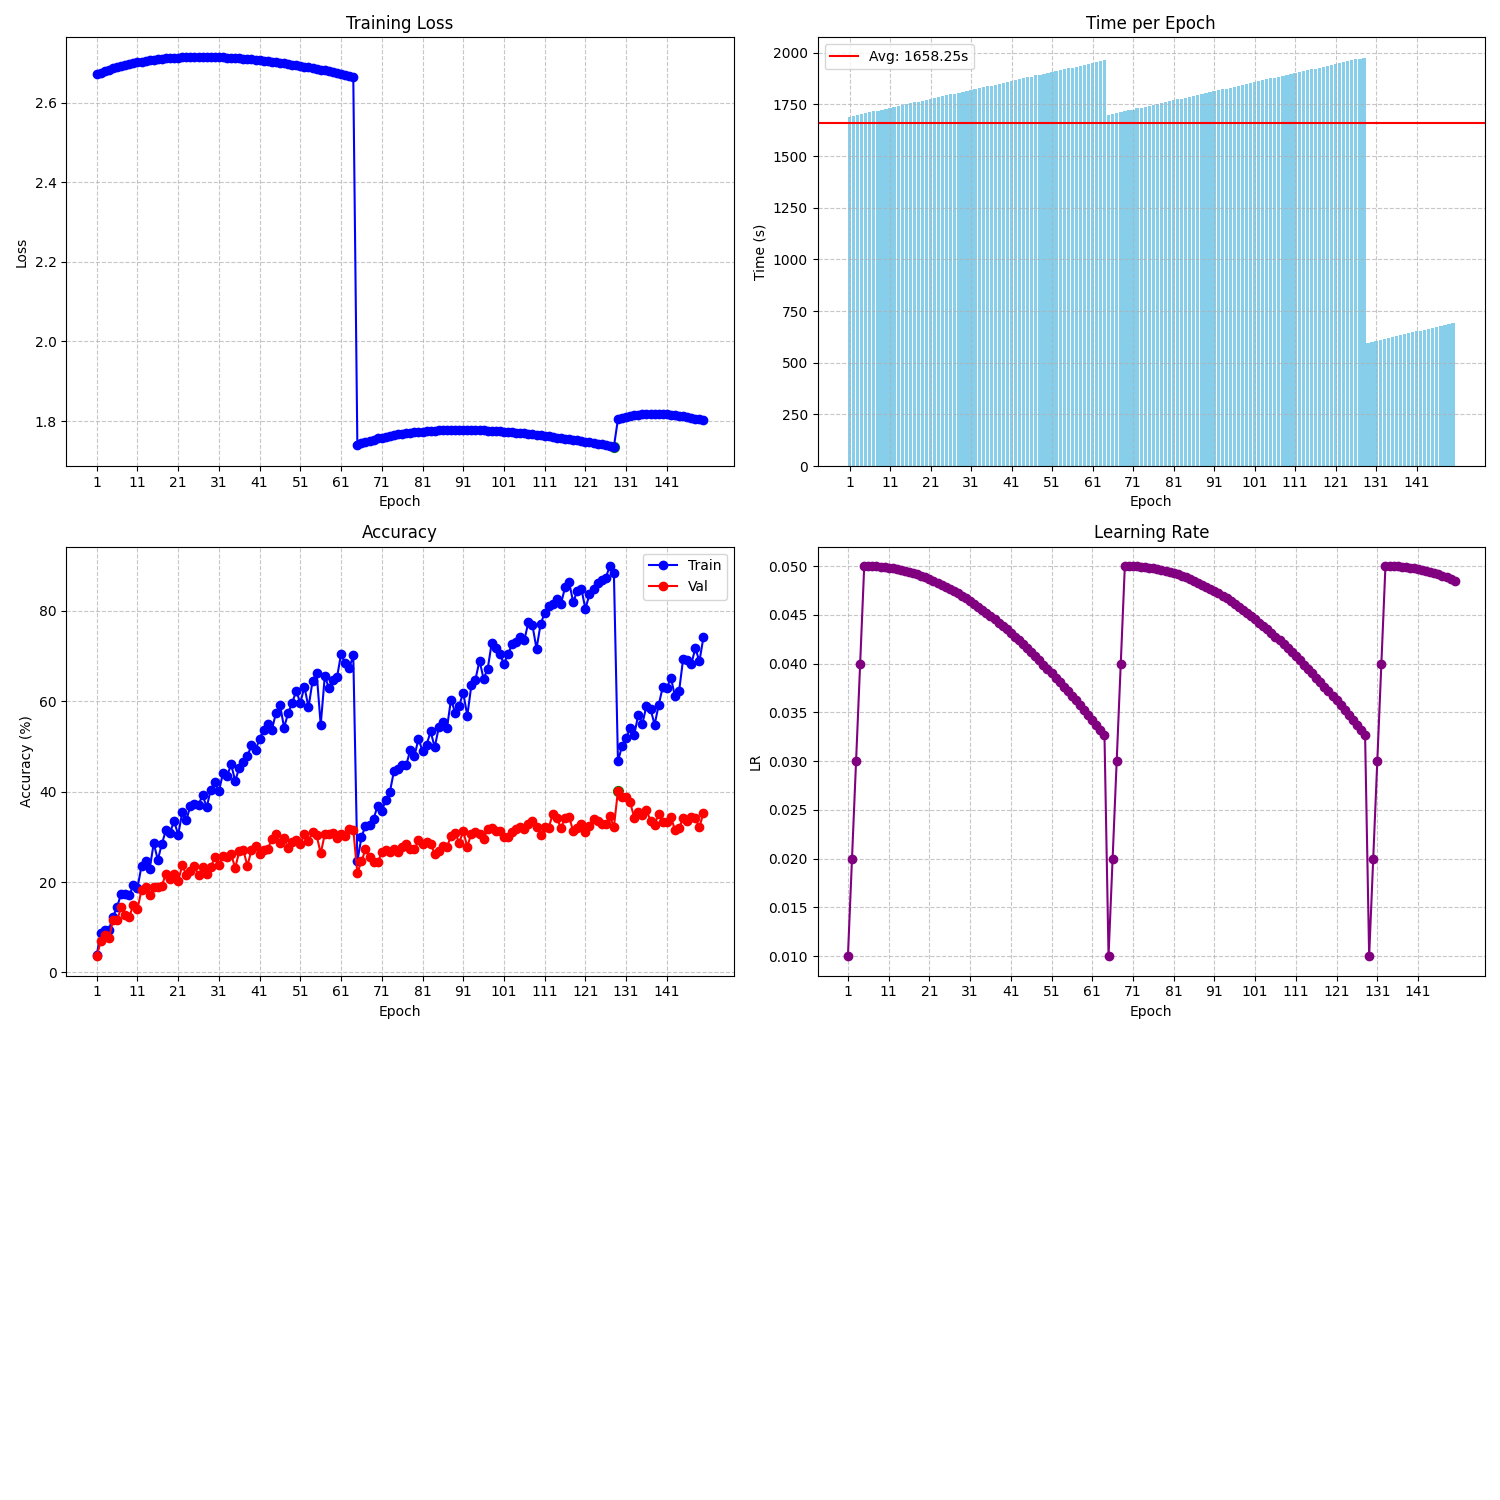 Training Loss
Loss
2.6
2.4
2.2
2.0
1.8
1 11 21 31 41 51 61 71 81 91 101 111 121 131 141
Epoch
Time per Epoch
Avg: 1658.25s
Time (s)
2000
1750
1500
1250
1000
750
500
250
0
1 11 21 31 41 51 61 71 81 91 101 111 121 131 141
Epoch
Accuracy
Train
Val
Accuracy (%)
80
60
40
20
0
1 11 21 31 41 51 61 71 81 91 101 111 121 131 141
Epoch
Learning Rate
LR
0.050
0.045
0.040
0.035
0.030
0.025
0.020
0.015
0.010
1 11 21 31 41 51 61 71 81 91 101 111 121 131 141
Epoch